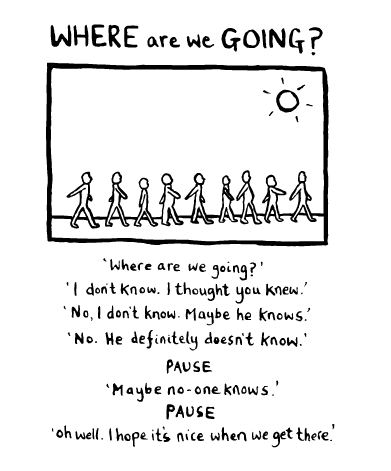 WHERE are we GOING?
'Where are we going?'
'I don't know. I thought you knew.'
'No, I don't know. Maybe he knows.'
'No. He definitely doesn't know.'
PAUSE
'Maybe no-one knows.'
PAUSE
'oh well. I hope it's nice when we get there.'